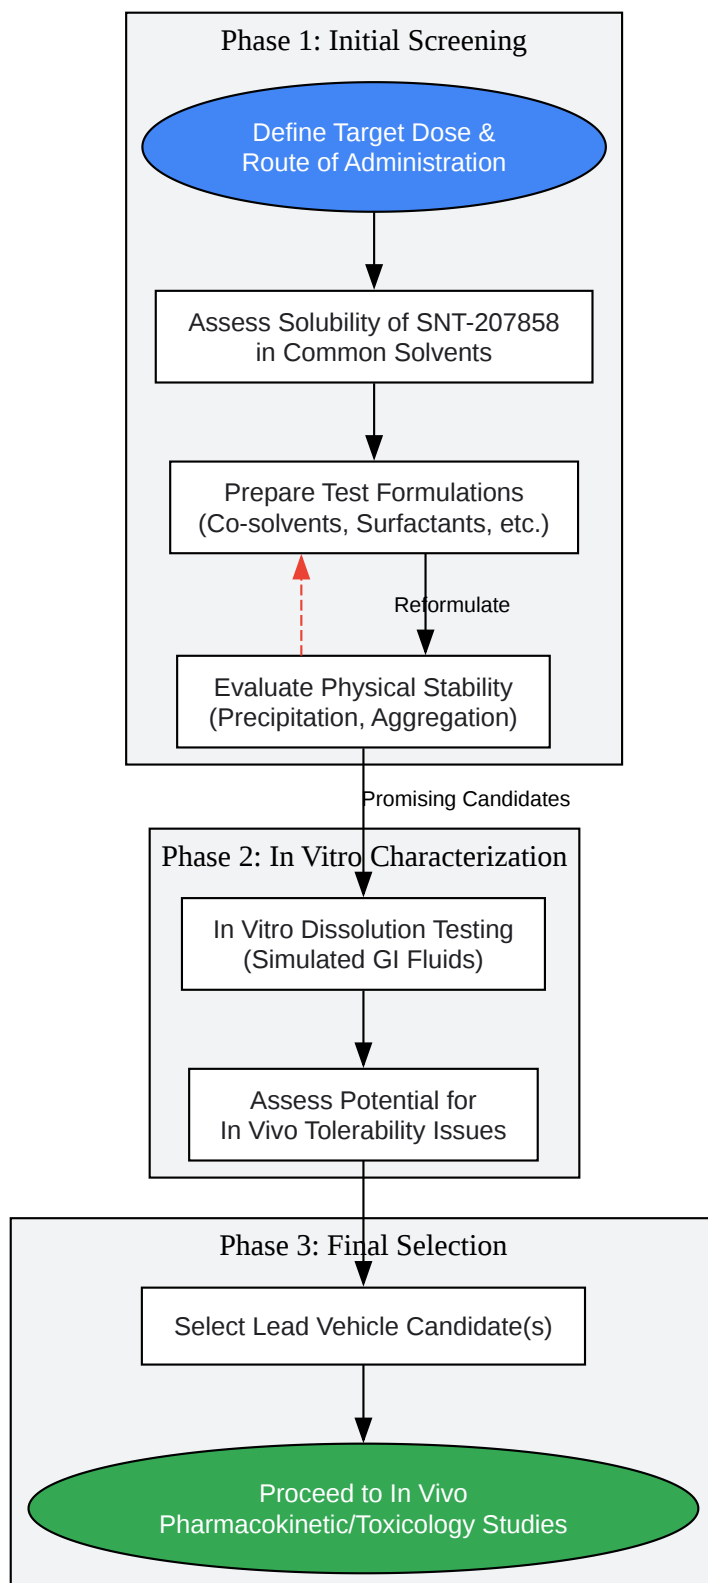 Phase 1: Initial Screening
Define Target Dose &
Route of Administration
Assess Solubility of SNT-207858
in Common Solvents
Prepare Test Formulations
(Co-solvents, Surfactants, etc.)
Reformulate
Evaluate Physical Stability
(Precipitation, Aggregation)
Promising Candidates
Phase 2: In Vitro Characterization
In Vitro Dissolution Testing
(Simulated GI Fluids)
Assess Potential for
In Vivo Tolerability Issues
Phase 3: Final Selection
Select Lead Vehicle Candidate(s)
Proceed to In Vivo
Pharmacokinetic/Toxicology Studies